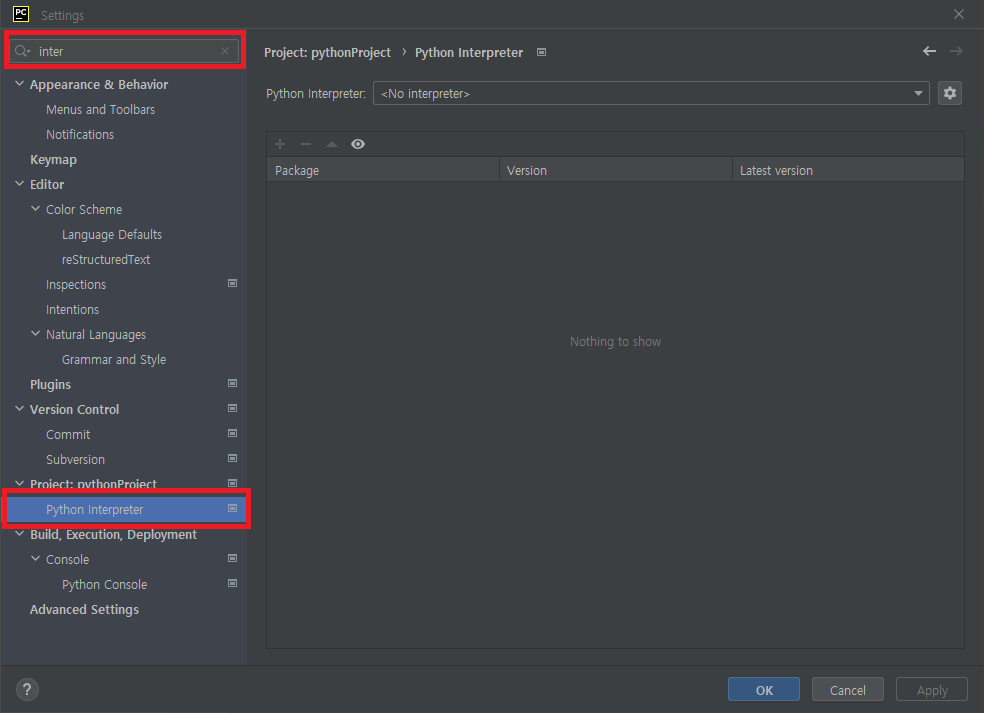 PC
Settings
inter
Appearance & Behavior
Menus and Toolbars
Notifications
Keymap
Editor
Color Scheme
Language Defaults
reStructuredText
Inspections
Intentions
Natural Languages
Grammar and Style
Plugins
Version Control
Commit
Subversion
Project: pythonProject
Python Interpreter
Build, Execution, Deployment
Console
Python Console
Advanced Settings
Project: pythonProject › Python Interpreter
Python Interpreter: <No interpreter>
Package Version Latest version
Nothing to show
?
OK Cancel Apply